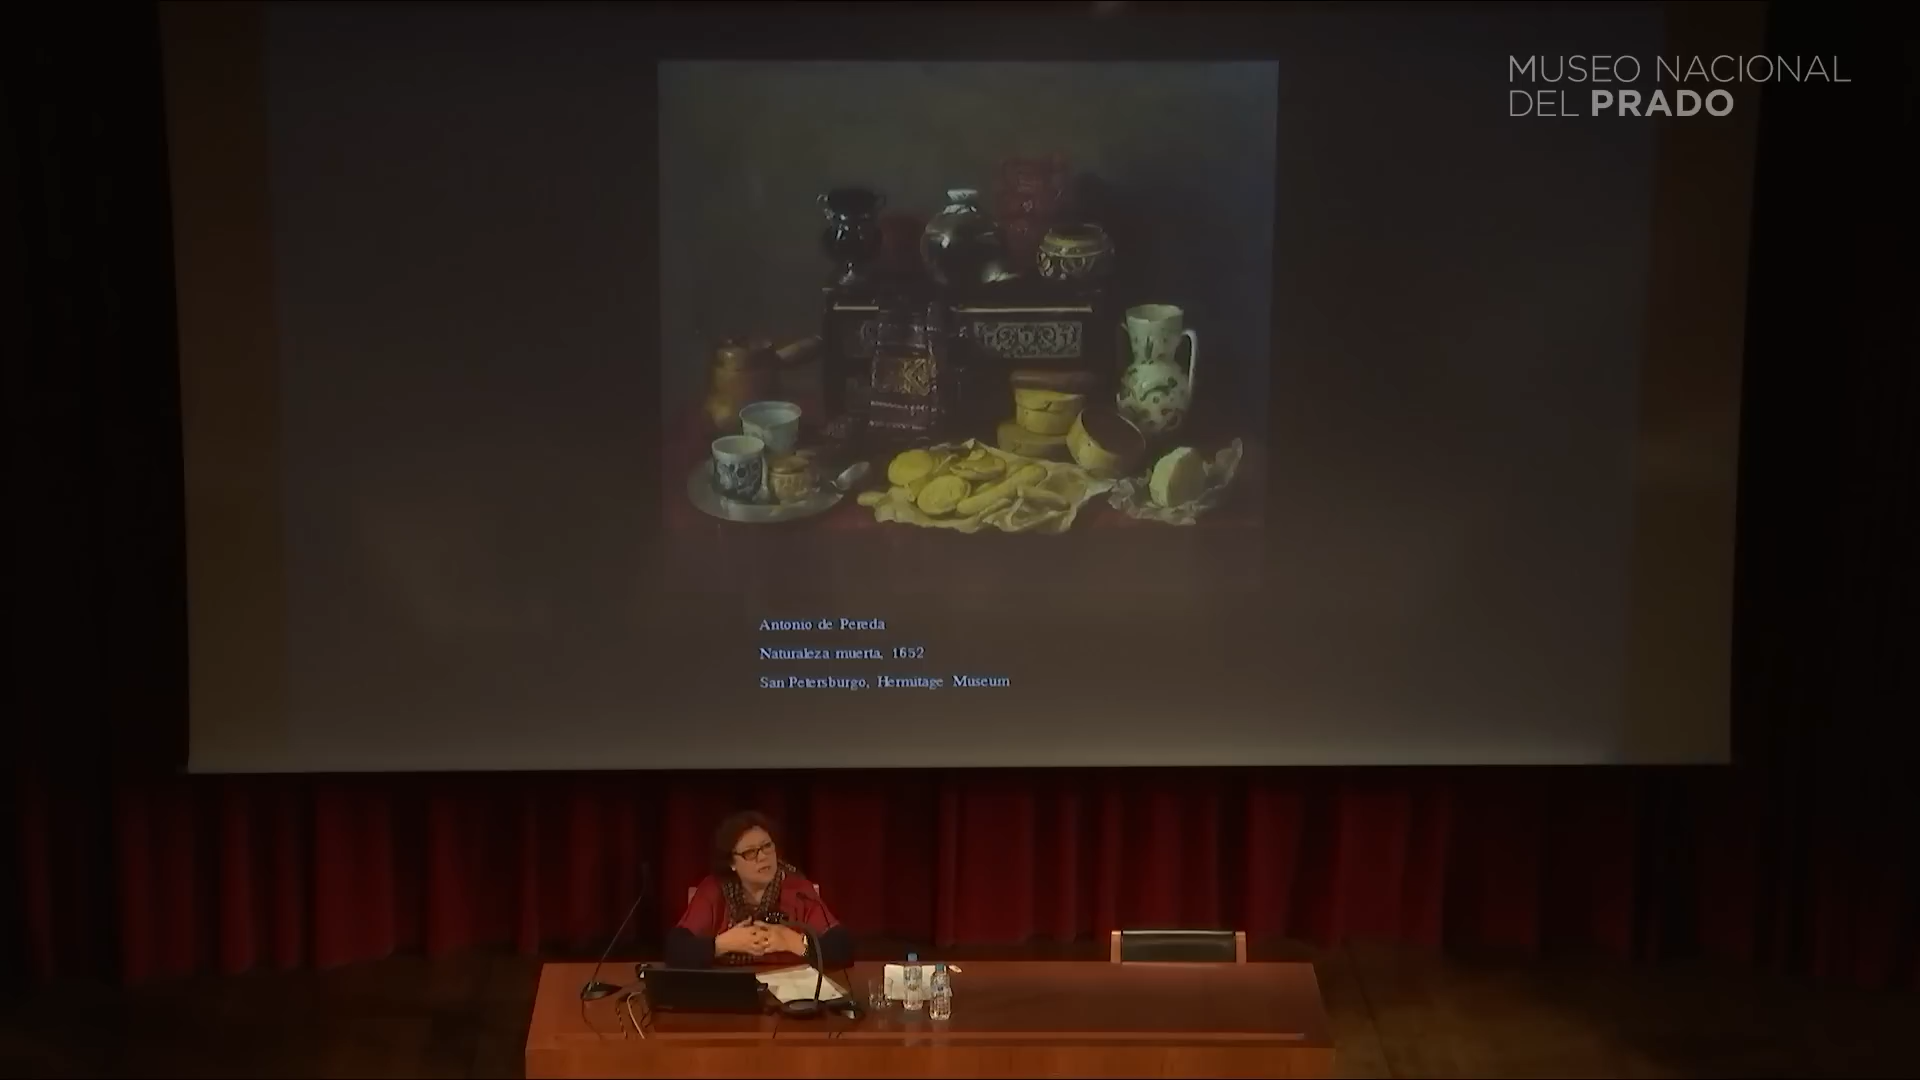 MUSEO NACIONAL
DEL PRADO
Antonio de Pereda
Naturaleza muerta, 1652
San Petersburgo, Hermitage Museum